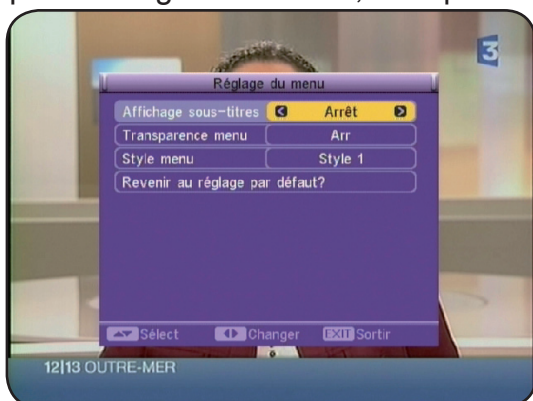 3
Réglage du menu
Affichage sous-titres Arrêt
Transparence menu Arr
Style menu Style 1
Revenir au réglage par défaut?
Sélect Changer EXIT Sortir
12|13 OUTRE-MER